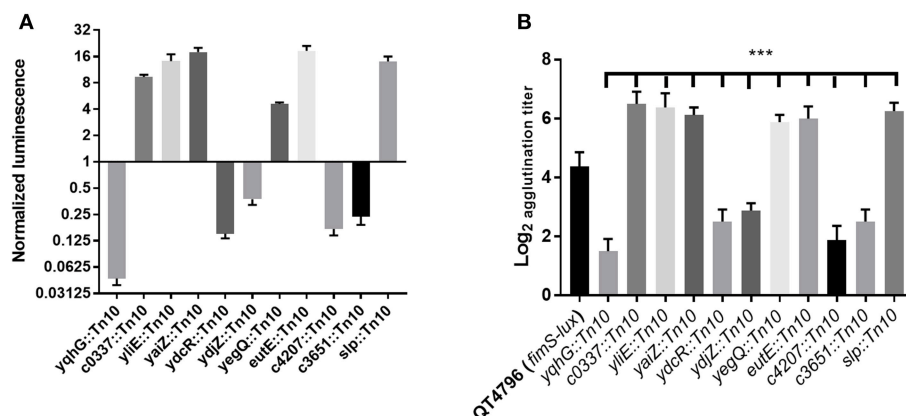 A
Normalized luminescence
32
16
8
4
2
1
0.5
0.25
0.125
0.0625
0.03125
yqhG::Tn10
c0337::Tn10
yliE::Tn10
yaiZ::Tn10
ydcR::Tn10
ydjZ::Tn10
yegQ::Tn10
eutE::Tn10
c4207::Tn10
c3651::Tn10
slp::Tn10
B
Log2 agglutination titer
***
8
6
4
2
0
QT4796 (fimS-lux)
yqhG::Tn10
c0337::Tn10
yliE::Tn10
yaIZ::Tn10
ydcR::Tn10
ydjZ::Tn10
yegQ::Tn10
eutE::Tn10
c4207::Tn10
c3651::Tn10
slp::Tn10